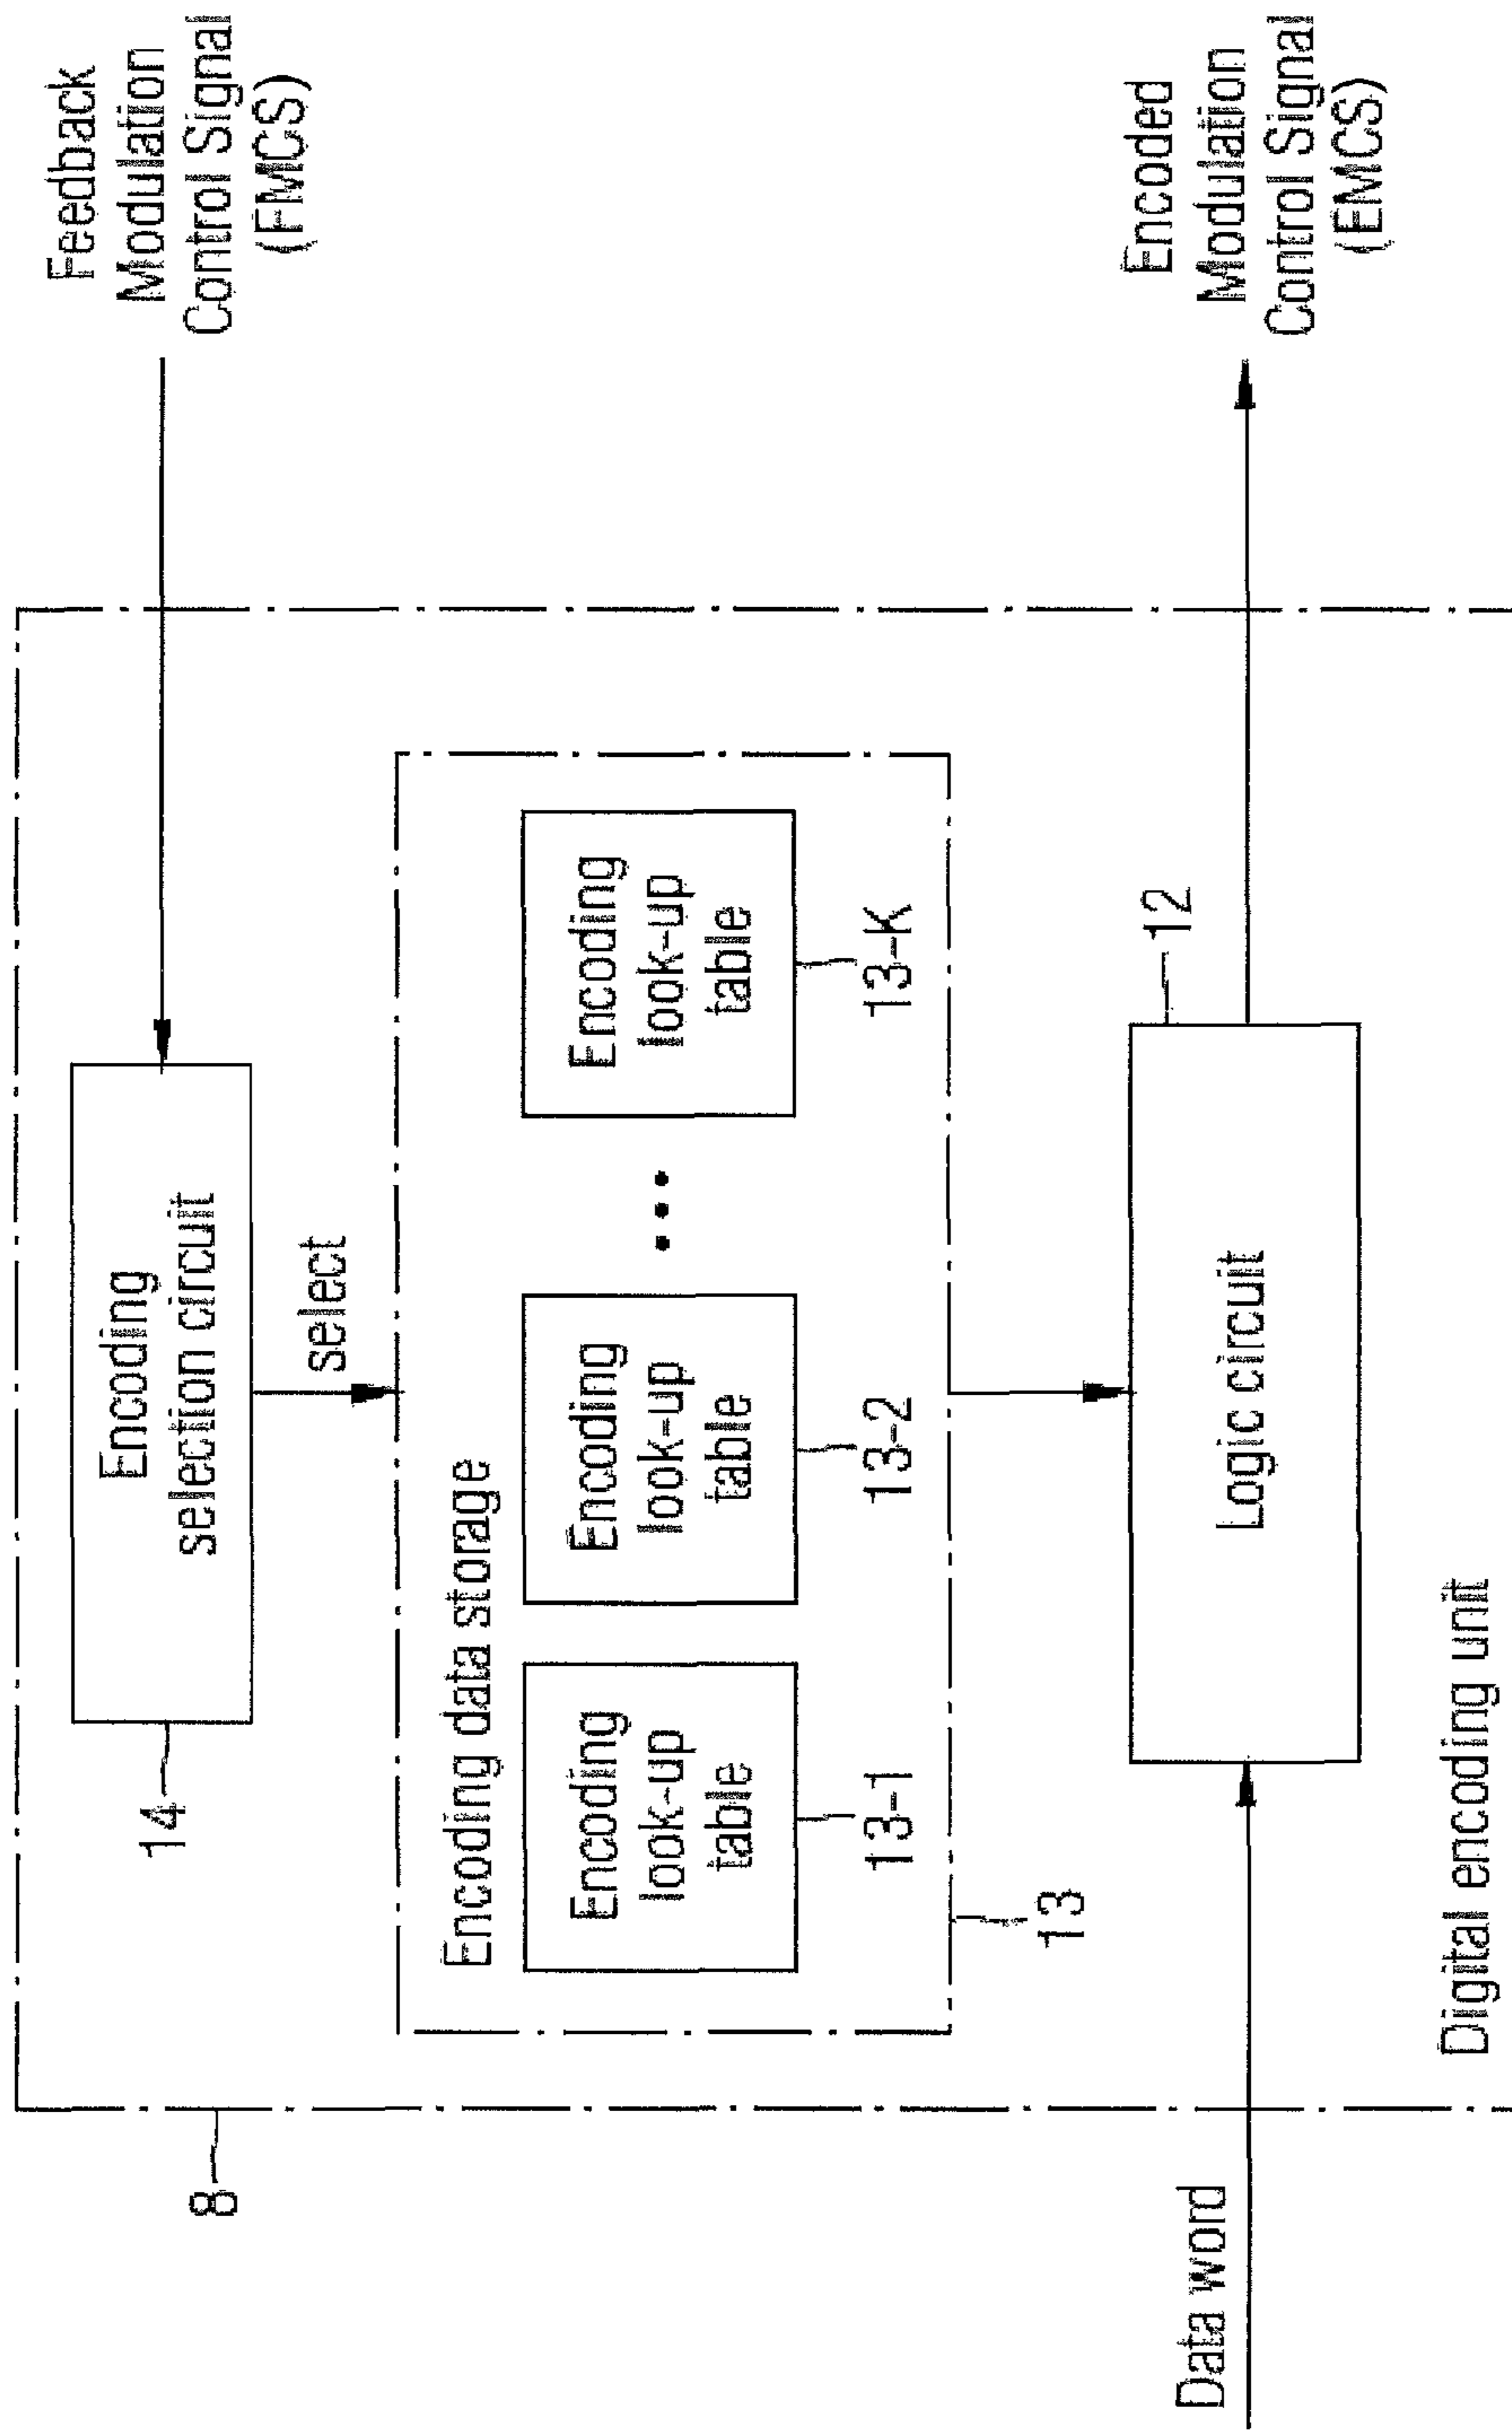 Feedback
Modulation
Control Signal
(FMCS)
Encoding
selection circuit
14
select
8
Encoding data storage
Encoding
look-up
table
13-1
Encoding
look-up
table
13-2
Encoding
look-up
table
13-K
13
Data word
Logic circuit
12
Encoded
Modulation
Control Signal
(EMCS)
Digital encoding unit